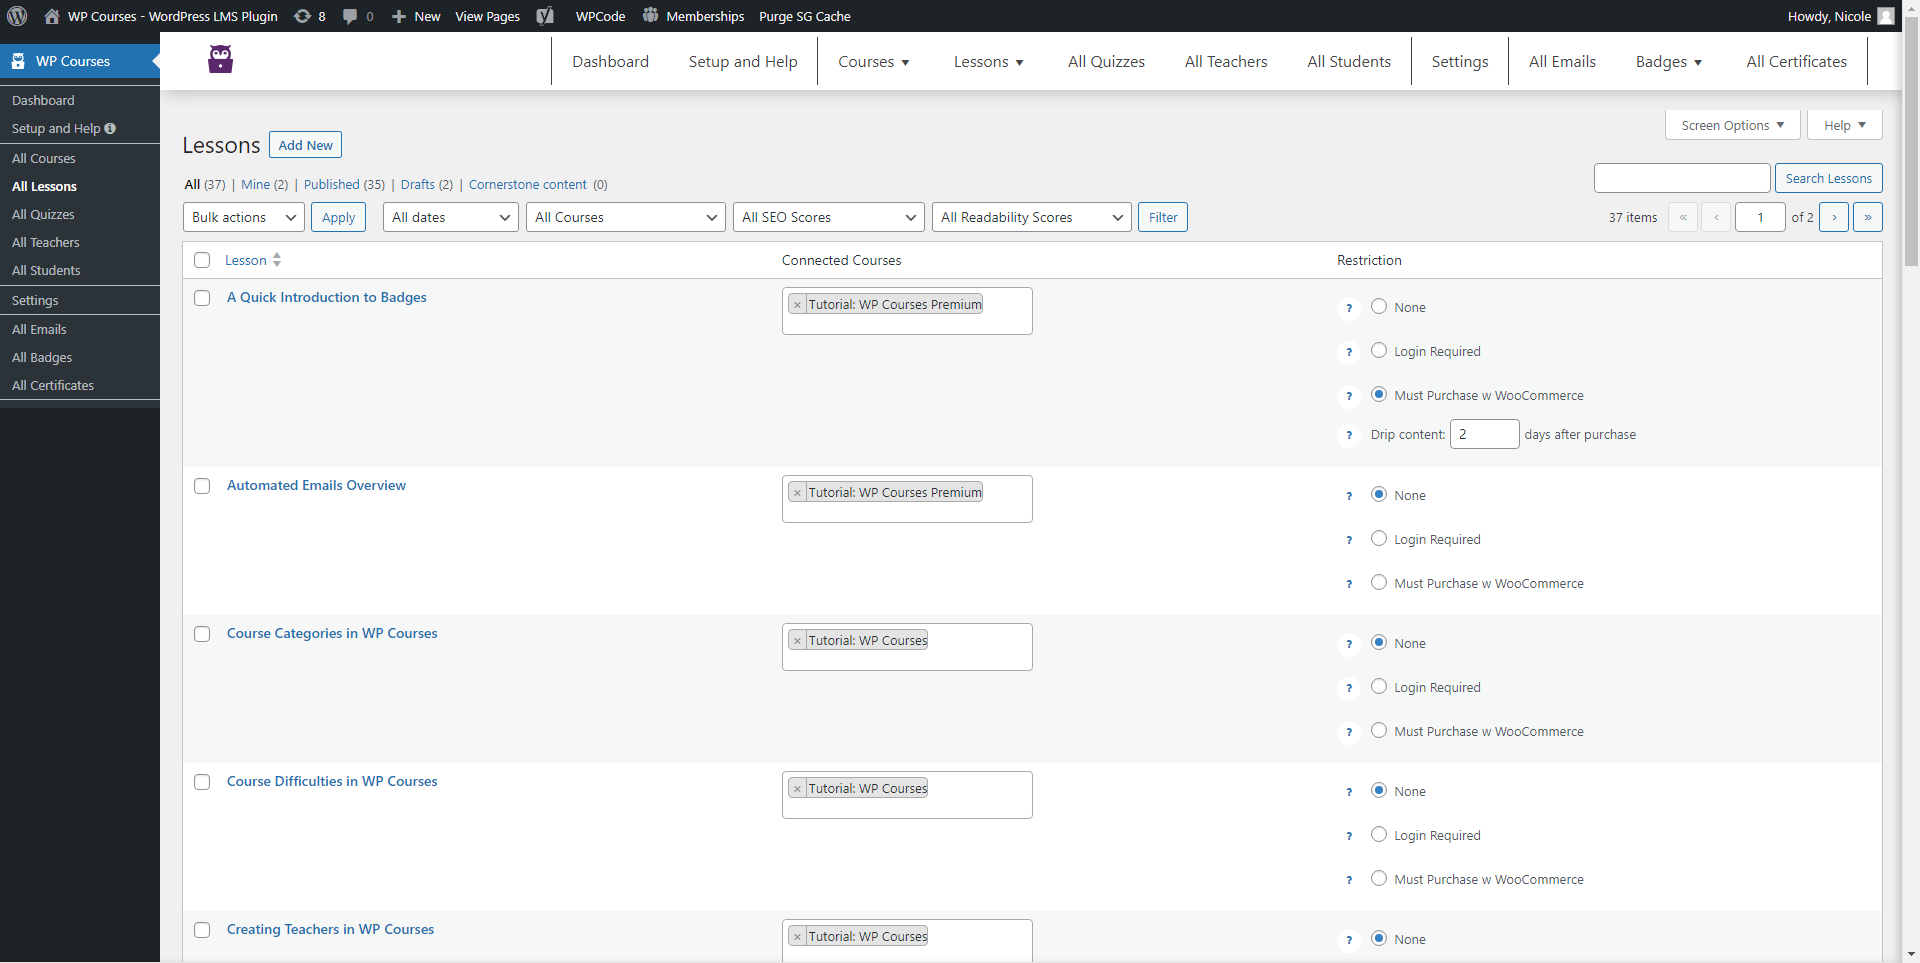 WP Courses - WordPress LMS Plugin 8 0 New View Pages WPCode Memberships Purge SG Cache Howdy, Nicole
WP Courses
Dashboard
Setup and Help
All Courses
All Lessons
All Quizzes
All Teachers
All Students
Settings
All Emails
All Badges
All Certificates
Dashboard Setup and Help Courses ▼ Lessons ▼ All Quizzes All Teachers All Students Settings All Emails Badges ▼ All Certificates
Screen Options ▼ Help ▼
Lessons Add New
All (37) | Mine (2) | Published (35) | Drafts (2) | Cornerstone content (0)
Search Lessons
Bulk actions Apply All dates All Courses All SEO Scores All Readability Scores Filter 37 items « ‹ 1 of 2 › »
Lesson Connected Courses Restriction
A Quick Introduction to Badges × Tutorial: WP Courses Premium ? None
? Login Required
? Must Purchase w WooCommerce
? Drip content: 2 days after purchase
Automated Emails Overview × Tutorial: WP Courses Premium ? None
? Login Required
? Must Purchase w WooCommerce
Course Categories in WP Courses × Tutorial: WP Courses ? None
? Login Required
? Must Purchase w WooCommerce
Course Difficulties in WP Courses × Tutorial: WP Courses ? None
? Login Required
? Must Purchase w WooCommerce
Creating Teachers in WP Courses × Tutorial: WP Courses ? None